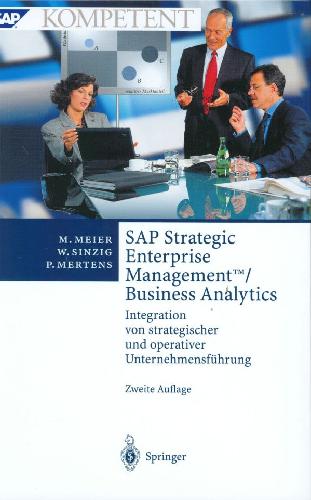 SAP KOMPETENT
A
B
C
M. MEIER
W. SINZIG
P. MERTENS
SAP Strategic
Enterprise
Management™/
Business Analytics
Integration
von strategischer
und operativer
Unternehmensführung
Zweite Auflage
Springer